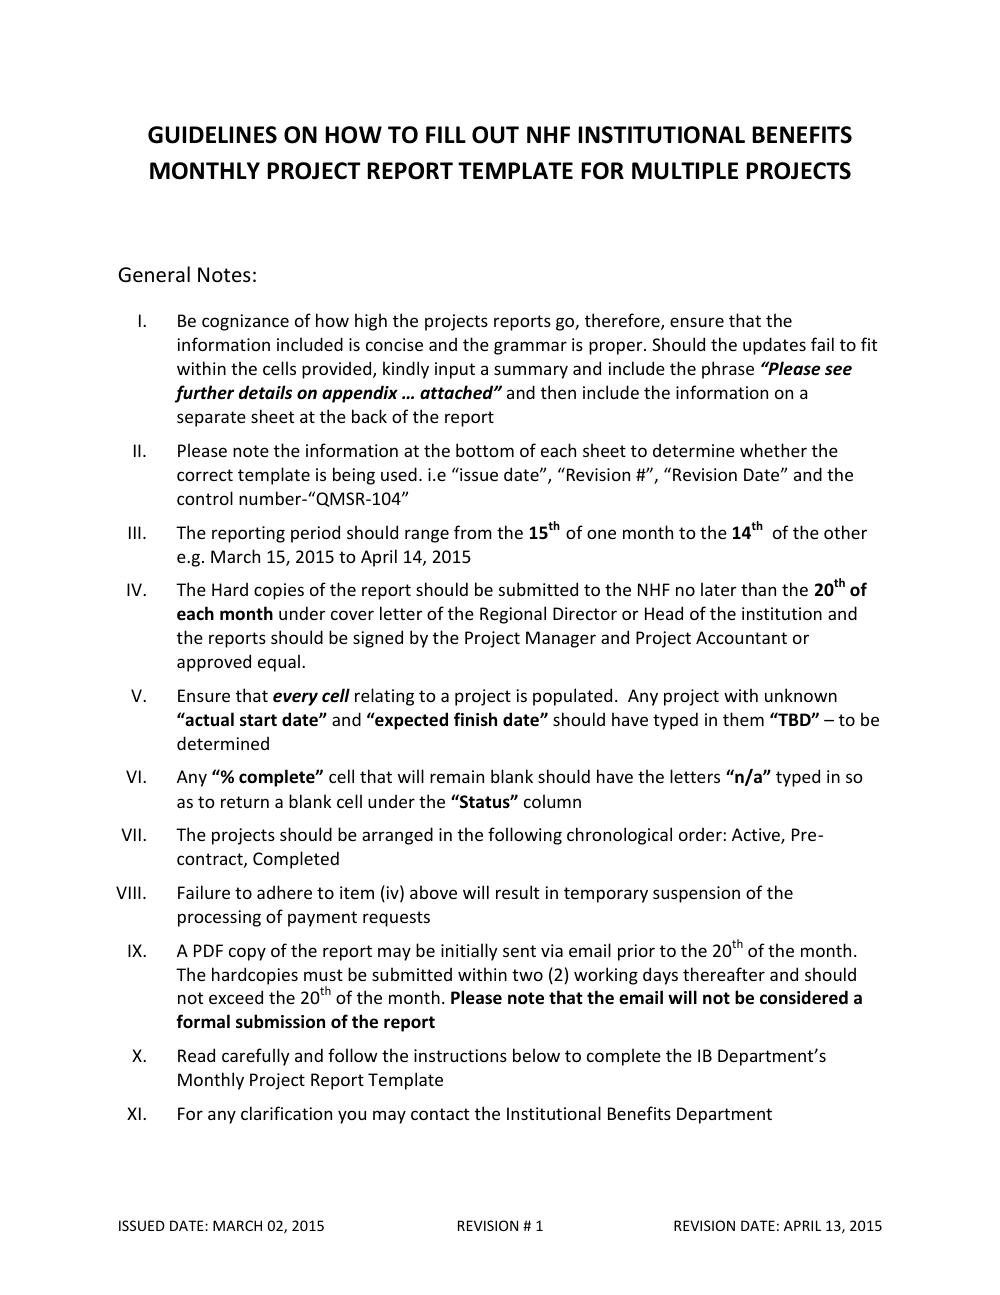 GUIDELINES ON HOW TO FILL OUT NHF INSTITUTIONAL BENEFITS
MONTHLY PROJECT REPORT TEMPLATE FOR MULTIPLE PROJECTS
General Notes:
I. Be cognizance of how high the projects reports go, therefore, ensure that the
information included is concise and the grammar is proper. Should the updates fail to fit
within the cells provided, kindly input a summary and include the phrase “Please see
further details on appendix … attached” and then include the information on a
separate sheet at the back of the report
II. Please note the information at the bottom of each sheet to determine whether the
correct template is being used. i.e “issue date”, “Revision #”, “Revision Date” and the
control number-“QMSR-104”
III. The reporting period should range from the 15th of one month to the 14th of the other
e.g. March 15, 2015 to April 14, 2015
IV. The Hard copies of the report should be submitted to the NHF no later than the 20th of
each month under cover letter of the Regional Director or Head of the institution and
the reports should be signed by the Project Manager and Project Accountant or
approved equal.
V. Ensure that every cell relating to a project is populated. Any project with unknown
“actual start date” and “expected finish date” should have typed in them “TBD” – to be
determined
VI. Any “% complete” cell that will remain blank should have the letters “n/a” typed in so
as to return a blank cell under the “Status” column
VII. The projects should be arranged in the following chronological order: Active, Pre-
contract, Completed
VIII. Failure to adhere to item (iv) above will result in temporary suspension of the
processing of payment requests
IX. A PDF copy of the report may be initially sent via email prior to the 20th of the month.
The hardcopies must be submitted within two (2) working days thereafter and should
not exceed the 20th of the month. Please note that the email will not be considered a
formal submission of the report
X. Read carefully and follow the instructions below to complete the IB Department’s
Monthly Project Report Template
XI. For any clarification you may contact the Institutional Benefits Department
ISSUED DATE: MARCH 02, 2015 REVISION # 1 REVISION DATE: APRIL 13, 2015